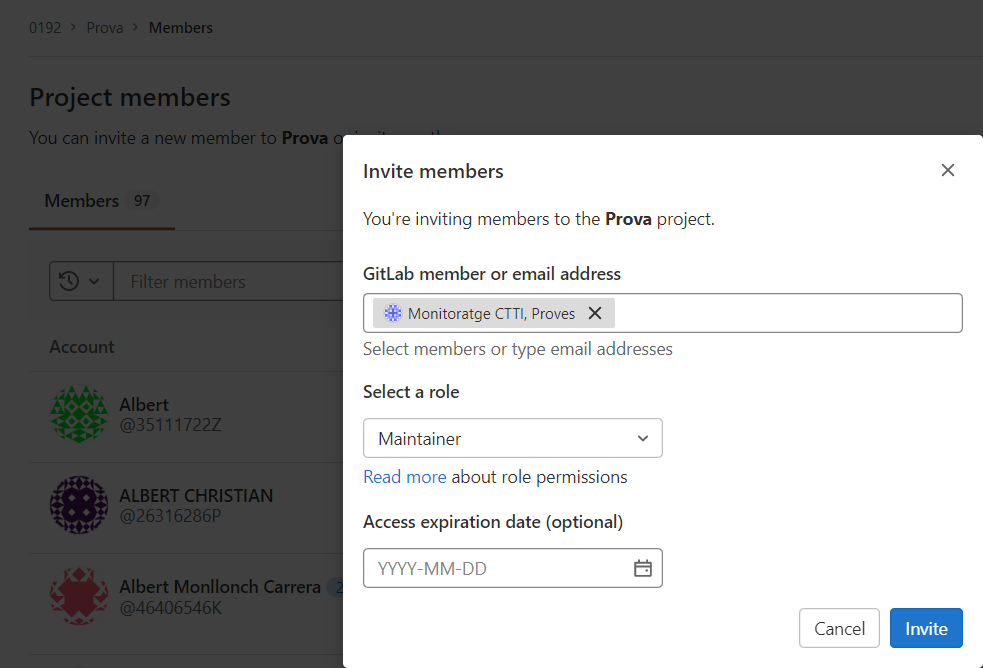 0192 > Prova > Members
Project members
You can invite a new member to Prova
Members 97
Filter members
Account
Albert
@35111722Z
ALBERT CHRISTIAN
@26316286P
Albert Monllonch Carrera 2
@46406546K
Invite members
You're inviting members to the Prova project.
GitLab member or email address
Monitoratge CTTI, Proves
Select members or type email addresses
Select a role
Maintainer
Read more about role permissions
Access expiration date (optional)
YYYY-MM-DD
Cancel
Invite